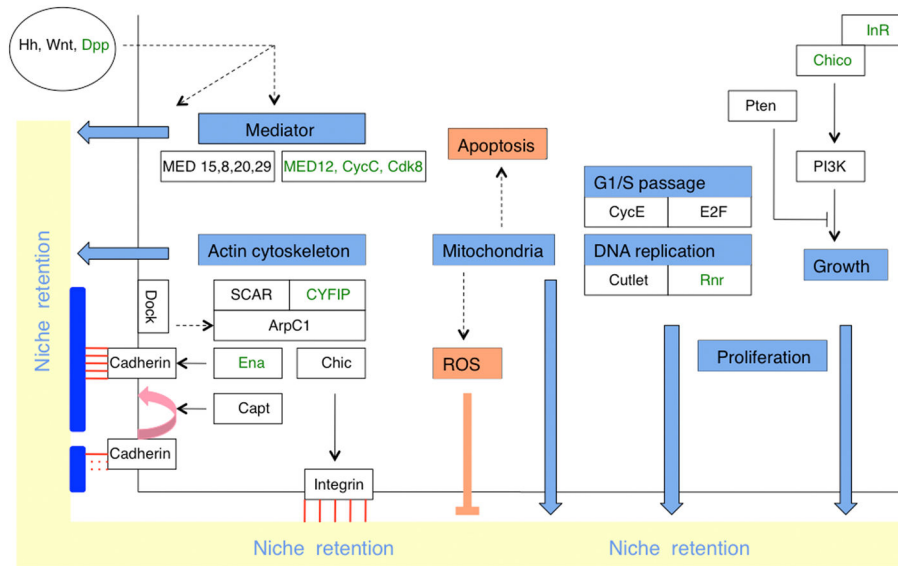 Hh, Wnt, Dpp
InR
Chico
Pten
Mediator
MED 15,8,20,29
MED12, CycC, Cdk8
Apoptosis
PI3K
G1/S passage
CycE
E2F
Actin cytoskeleton
Mitochondria
DNA replication
Growth
Cutlet
Rnr
Dock
SCAR
CYFIP
ArpC1
Niche retention
Cadherin
Ena
Chic
ROS
Proliferation
Capt
Cadherin
Integrin
Niche retention
Niche retention